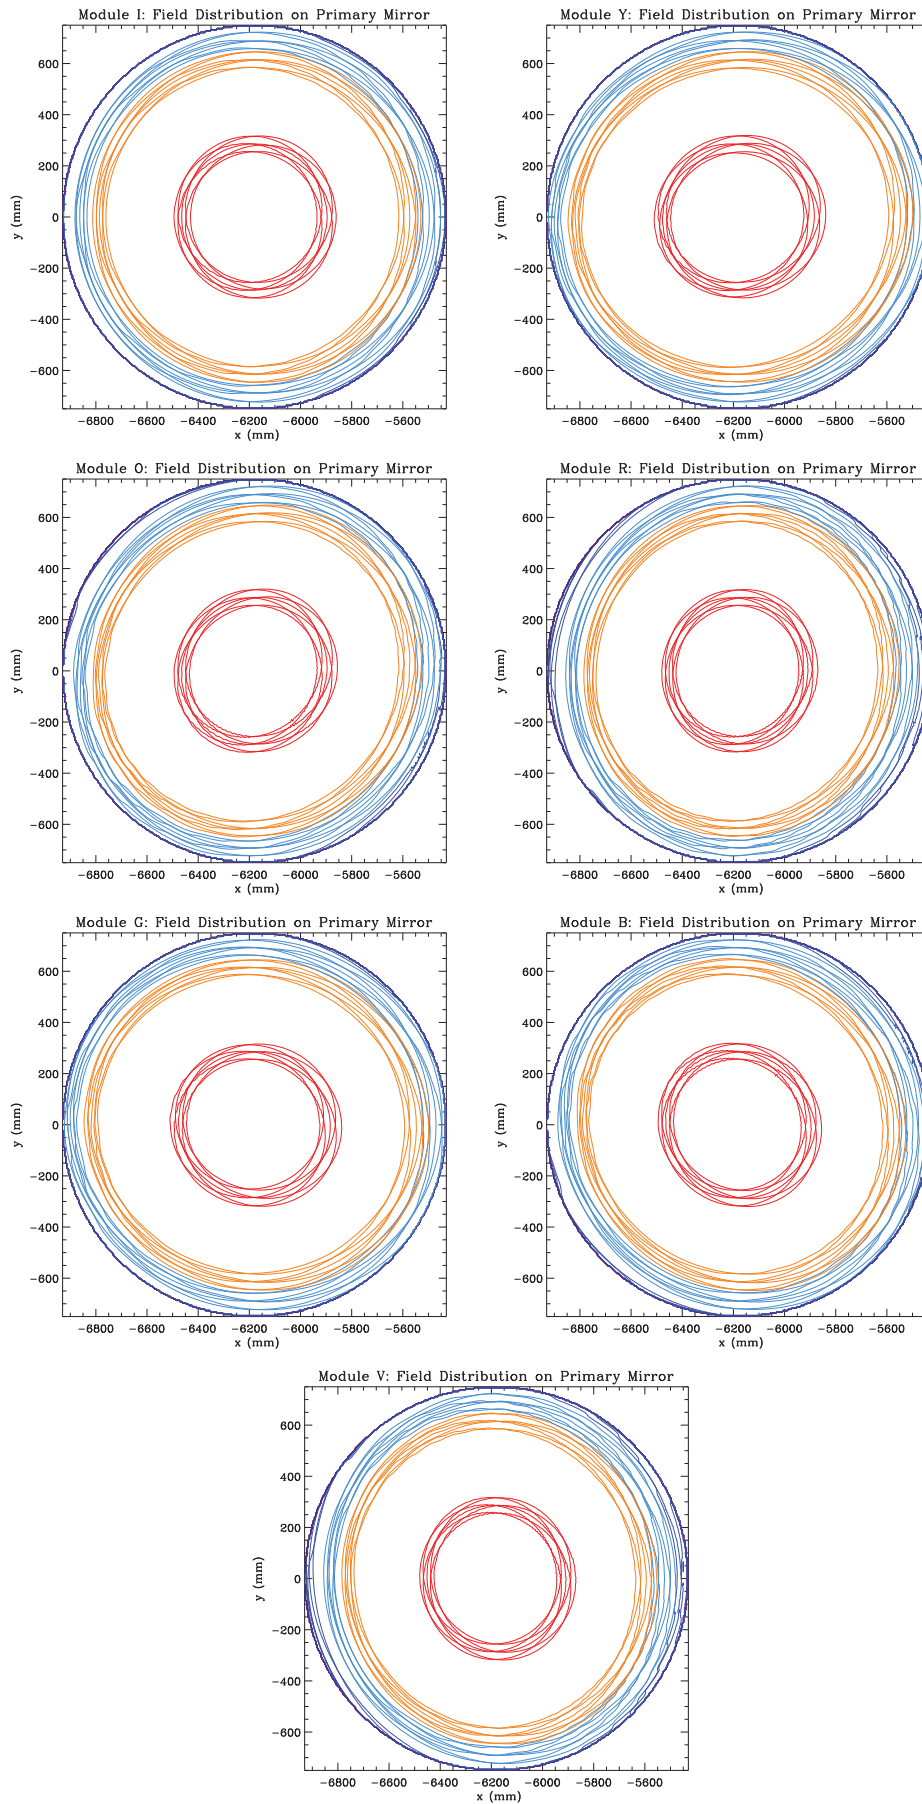 Module I: Field Distribution on Primary Mirror
600
400
200
0
-200
-400
-600
y (mm)
-6800 -6600 -6400 -6200 -6000 -5800 -5600
x (mm)
Module Y: Field Distribution on Primary Mirror
600
400
200
0
-200
-400
-600
y (mm)
-6800 -6600 -6400 -6200 -6000 -5800 -5600
x (mm)
Module O: Field Distribution on Primary Mirror
600
400
200
0
-200
-400
-600
y (mm)
-6800 -6600 -6400 -6200 -6000 -5800 -5600
x (mm)
Module R: Field Distribution on Primary Mirror
600
400
200
0
-200
-400
-600
y (mm)
-6800 -6600 -6400 -6200 -6000 -5800 -5600
x (mm)
Module G: Field Distribution on Primary Mirror
600
400
200
0
-200
-400
-600
y (mm)
-6800 -6600 -6400 -6200 -6000 -5800 -5600
x (mm)
Module B: Field Distribution on Primary Mirror
600
400
200
0
-200
-400
-600
y (mm)
-6800 -6600 -6400 -6200 -6000 -5800 -5600
x (mm)
Module V: Field Distribution on Primary Mirror
600
400
200
0
-200
-400
-600
y (mm)
-6800 -6600 -6400 -6200 -6000 -5800 -5600
x (mm)